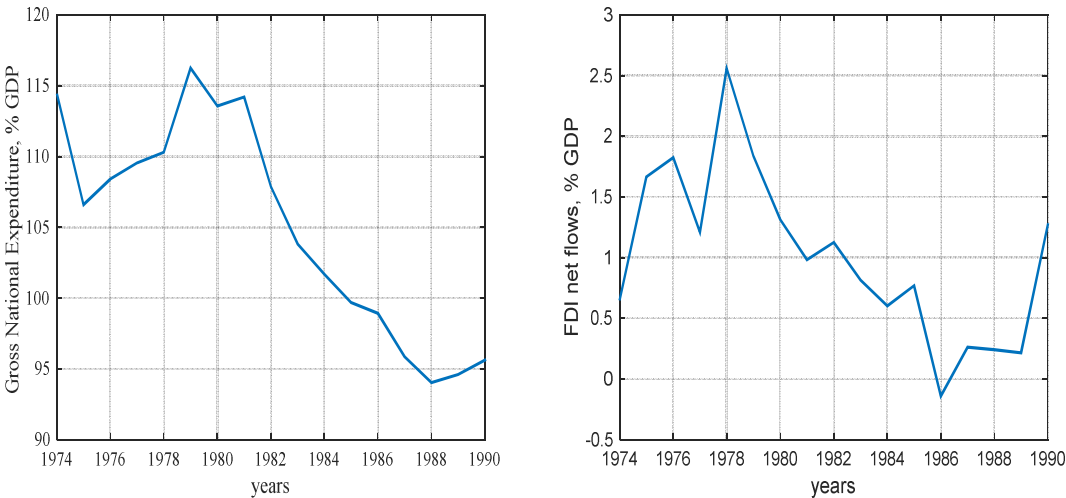 Gross National Expenditure, % GDP
120
115
110
105
100
95
90
1974 1976 1978 1980 1982 1984 1986 1988 1990
years
FDI net flows, % GDP
3
2.5
2
1.5
1
0.5
0
-0.5
1974 1976 1978 1980 1982 1984 1986 1988 1990
years